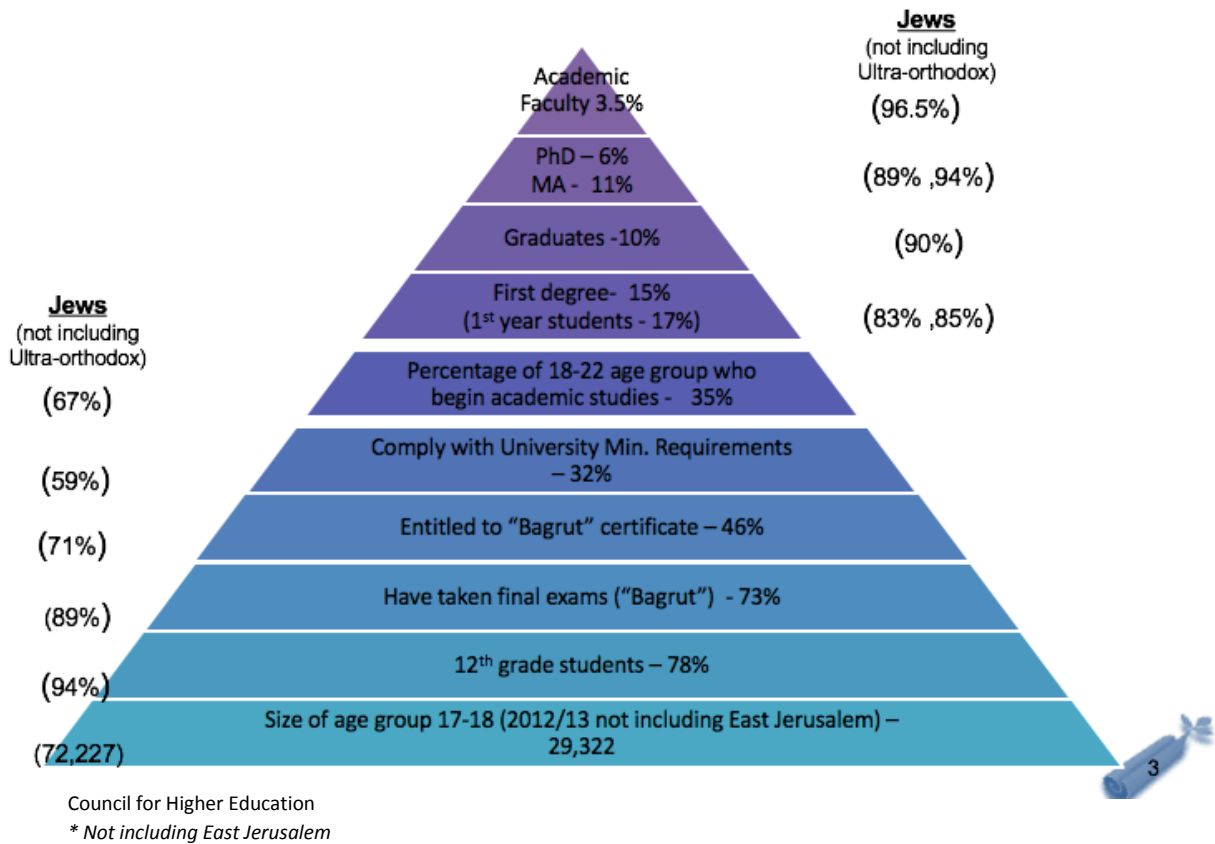 Jews
(not including
Ultra-orthodox)
Academic
Faculty 3.5%
(96.5%)
PhD – 6%
MA - 11%
(89% ,94%)
Graduates -10%
(90%)
First degree- 15%
(1st year students - 17%)
(83% ,85%)
Jews
(not including
Ultra-orthodox)
Percentage of 18-22 age group who
begin academic studies - 35%
(67%)
Comply with University Min. Requirements
– 32%
(59%)
Entitled to “Bagrut” certificate – 46%
(71%)
Have taken final exams (“Bagrut”) - 73%
(89%)
12th grade students – 78%
(94%)
Size of age group 17-18 (2012/13 not including East Jerusalem) –
29,322
(72,227)
3
Council for Higher Education
* Not including East Jerusalem